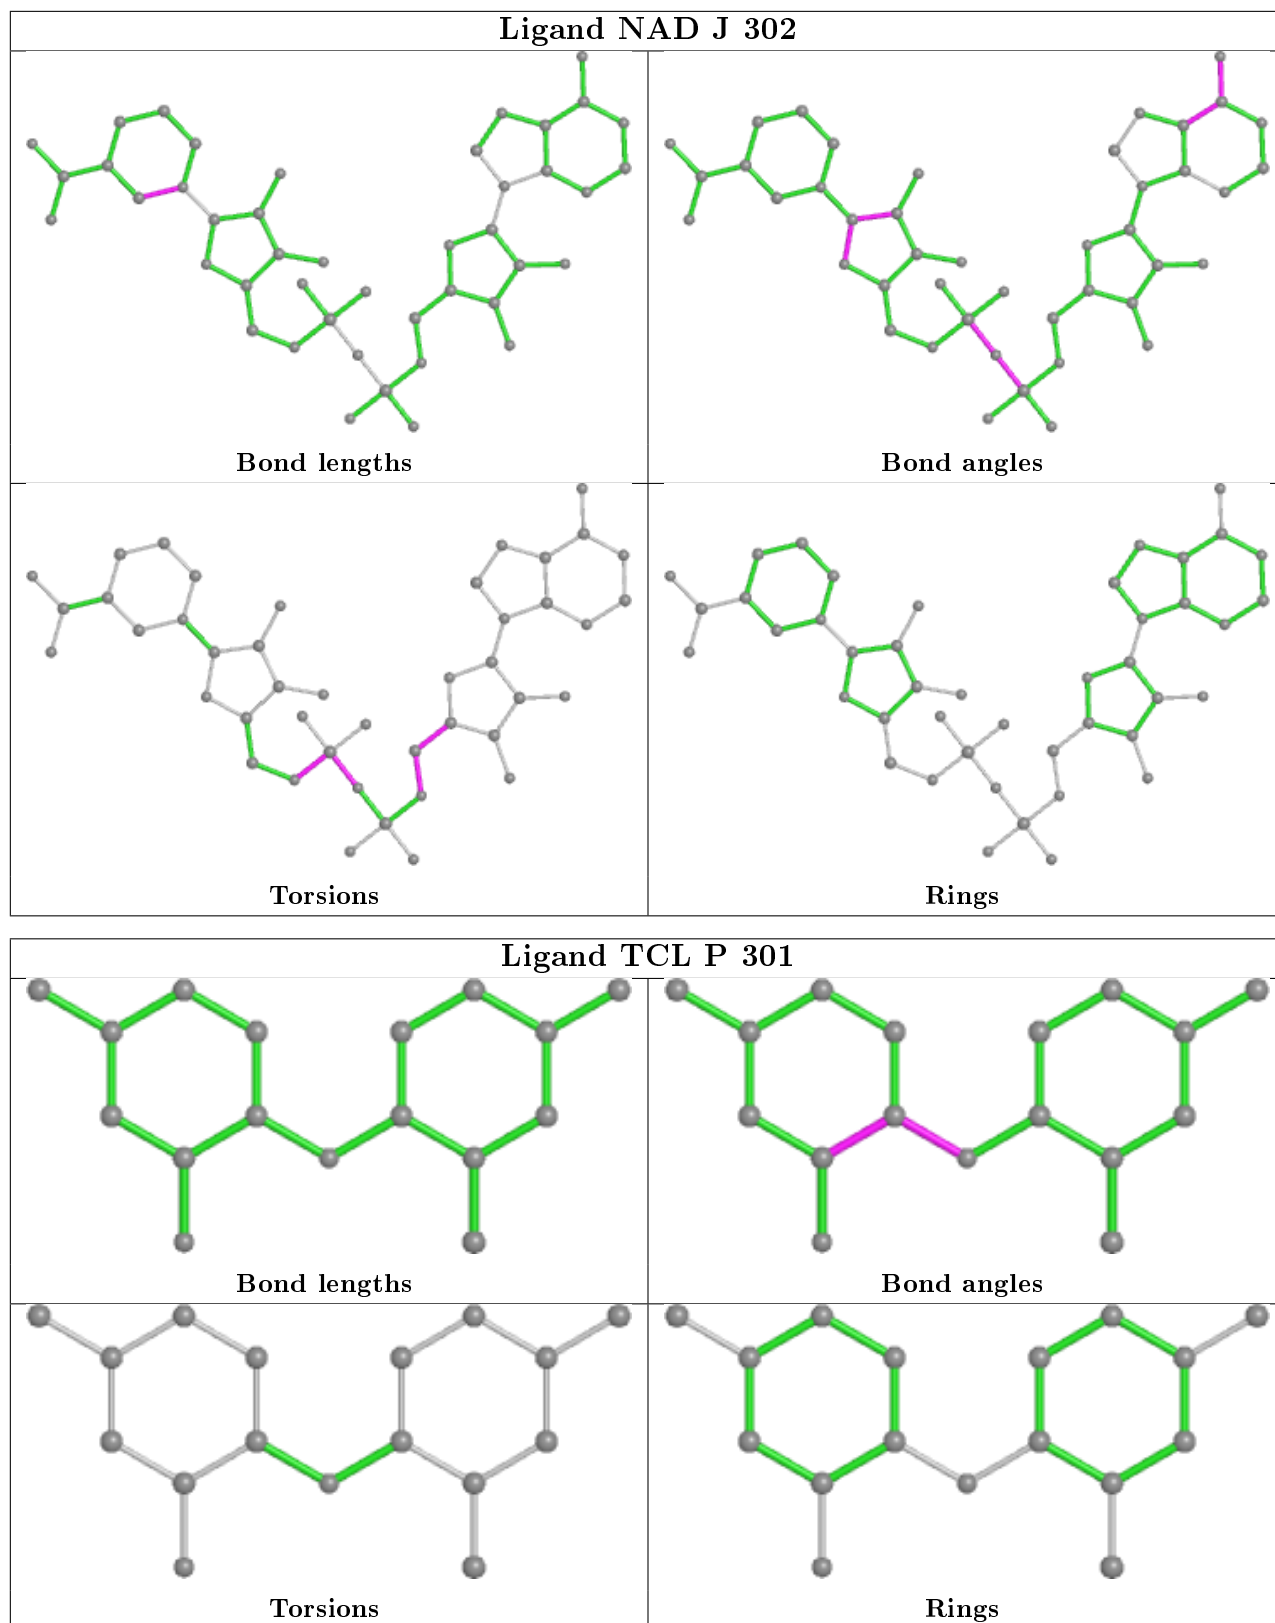 Ligand NAD J 302
Bond lengths
Bond angles
Torsions
Rings
Ligand TCL P 301
Bond lengths
Bond angles
Torsions
Rings